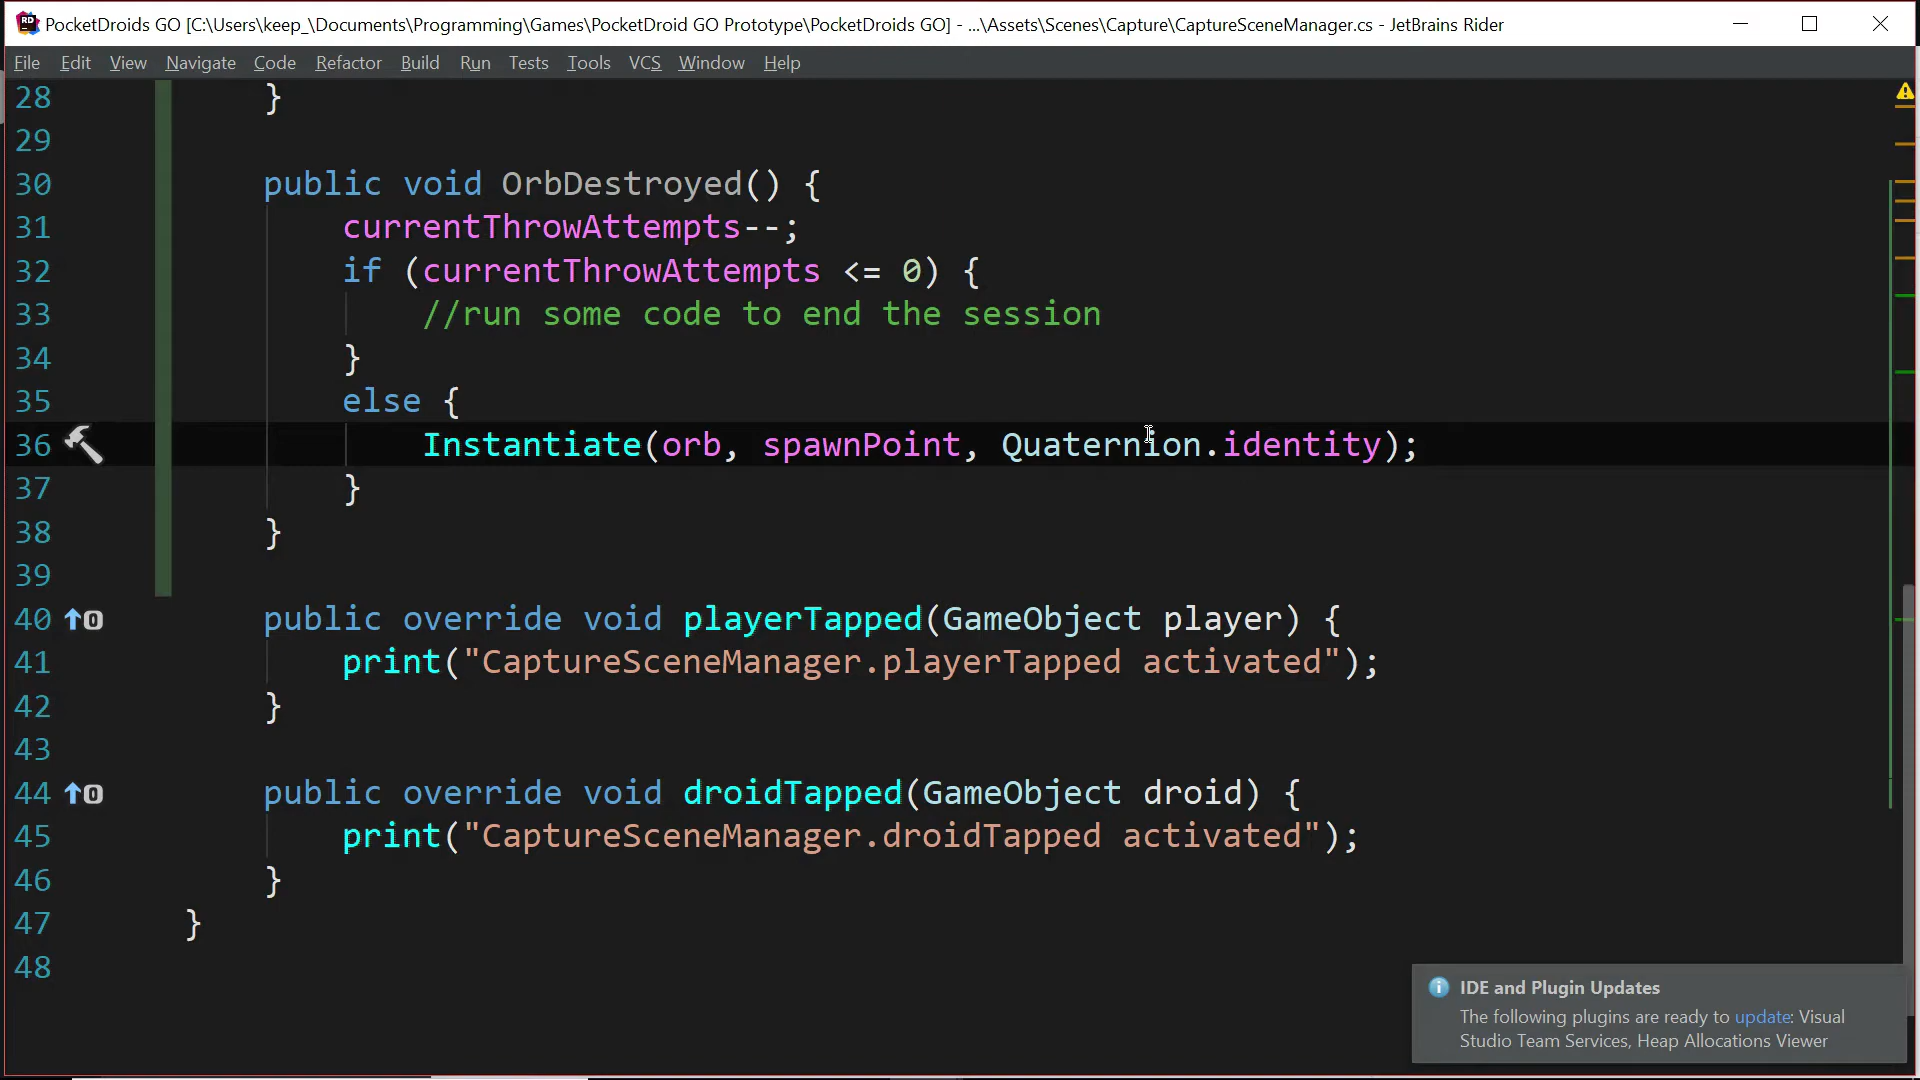 PocketDroids GO [C:\Users\keep_\Documents\Programming\Games\PocketDroid GO Prototype\PocketDroids GO] - ...\Assets\Scenes\Capture\CaptureSceneManager.cs - JetBrains Rider
File Edit View Navigate Code Refactor Build Run Tests Tools VCS Window Help
28 }
29
30 public void OrbDestroyed() {
31 currentThrowAttempts--;
32 if (currentThrowAttempts <= 0) {
33 //run some code to end the session
34 }
35 else {
36 Instantiate(orb, spawnPoint, Quaternion.identity);
37 }
38 }
39
40 public override void playerTapped(GameObject player) {
41 print("CaptureSceneManager.playerTapped activated");
42 }
43
44 public override void droidTapped(GameObject droid) {
45 print("CaptureSceneManager.droidTapped activated");
46 }
47 }
48
IDE and Plugin Updates
The following plugins are ready to update: Visual
Studio Team Services, Heap Allocations Viewer